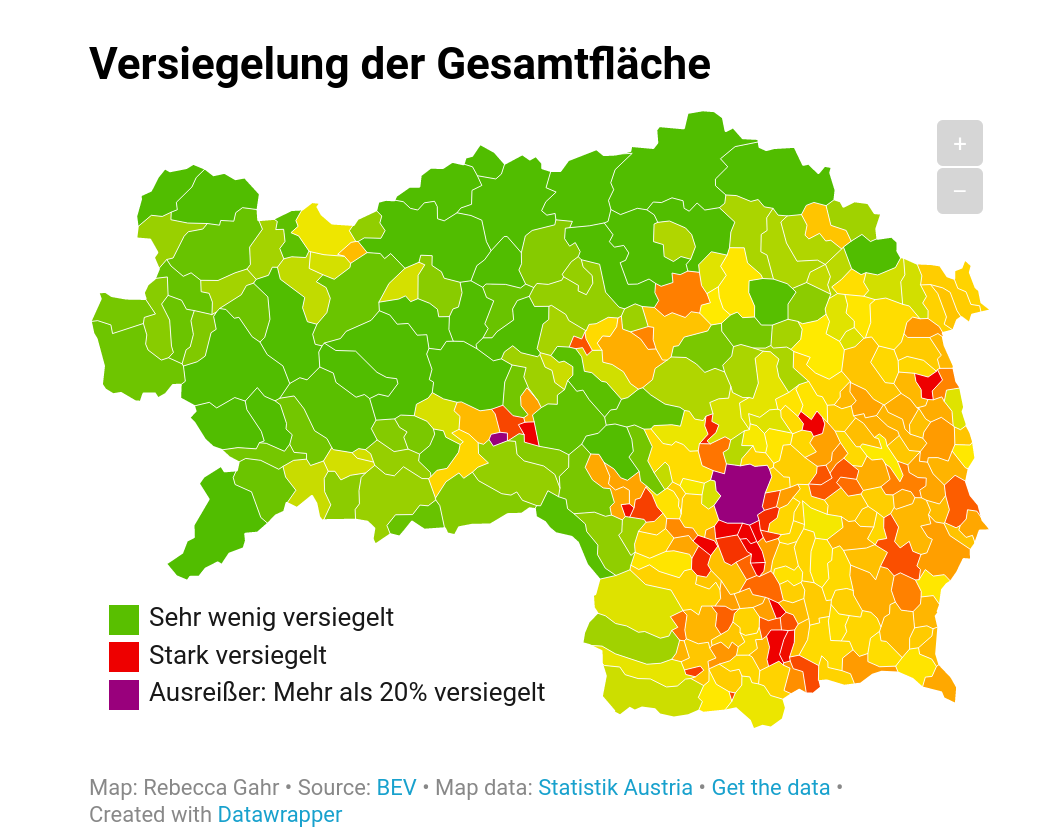 Versiegelung der Gesamtfläche
+
−
Sehr wenig versiegelt
Stark versiegelt
Ausreißer: Mehr als 20% versiegelt
Map: Rebecca Gahr • Source: BEV • Map data: Statistik Austria • Get the data •
Created with Datawrapper